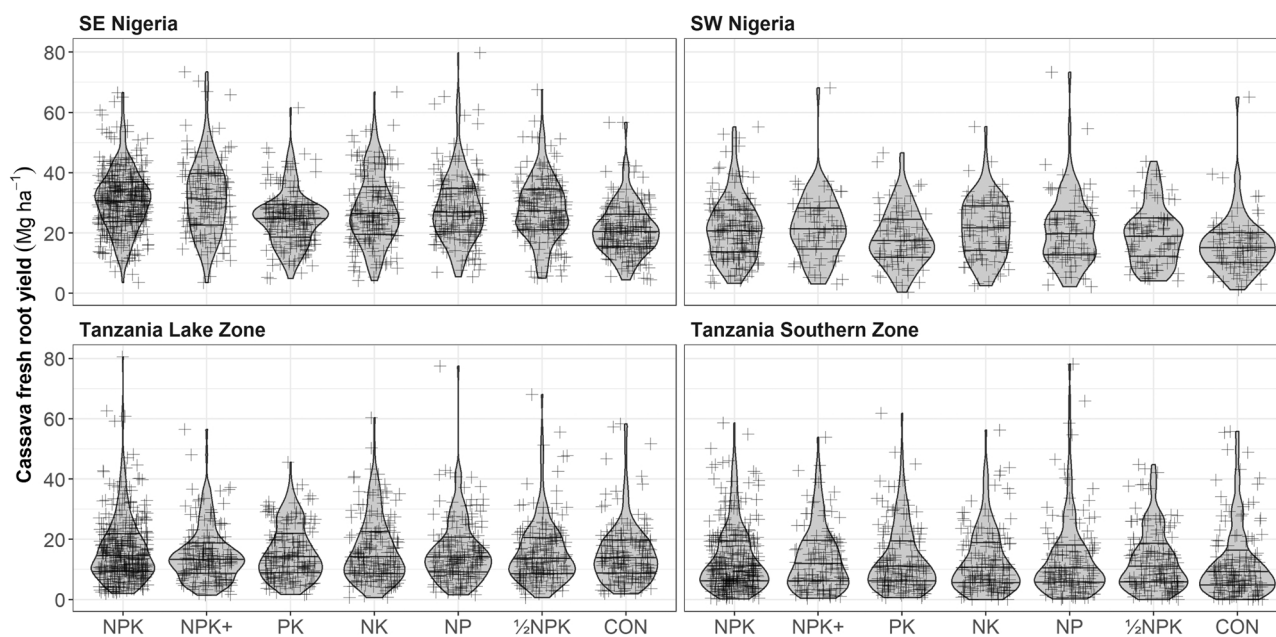 SE Nigeria
SW Nigeria
80
60
40
20
0
Tanzania Lake Zone
Tanzania Southern Zone
80
60
40
20
0
Cassava fresh root yield (Mg ha⁻¹)
NPK NPK+ PK NK NP ½NPK CON
NPK NPK+ PK NK NP ½NPK CON